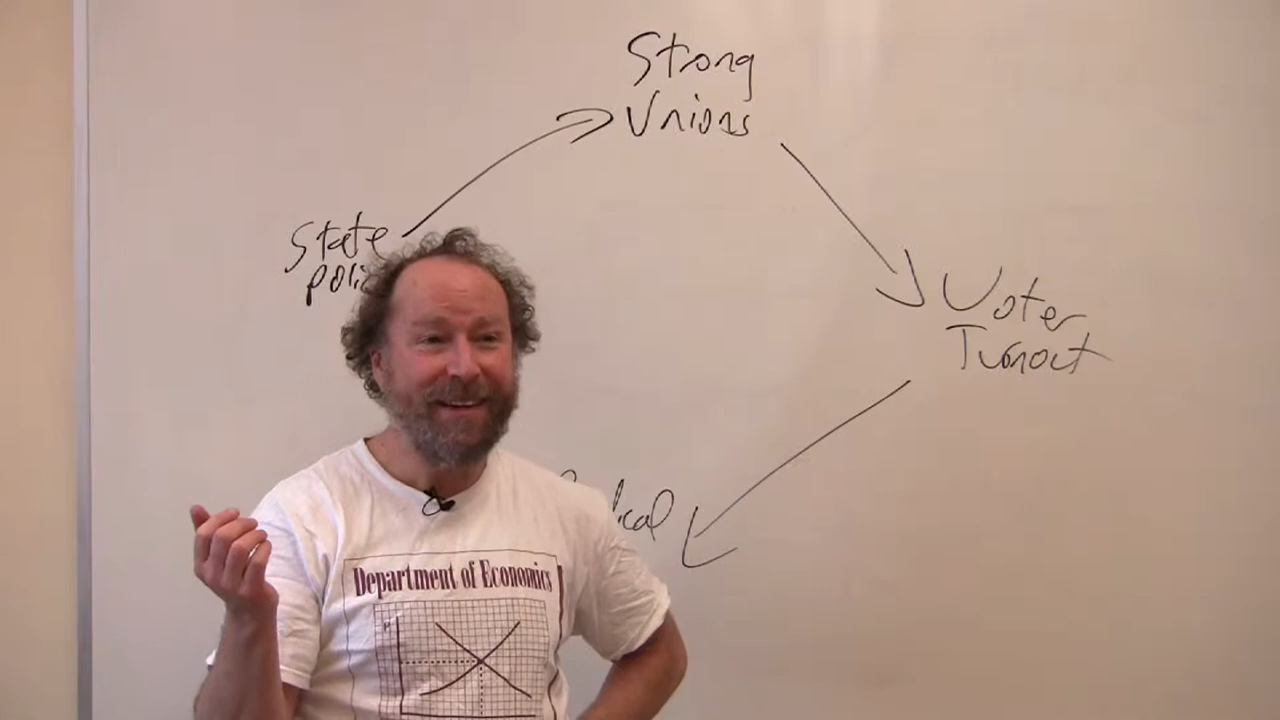 Strong
Unions
State
Voter
Turnout
Department of Economics